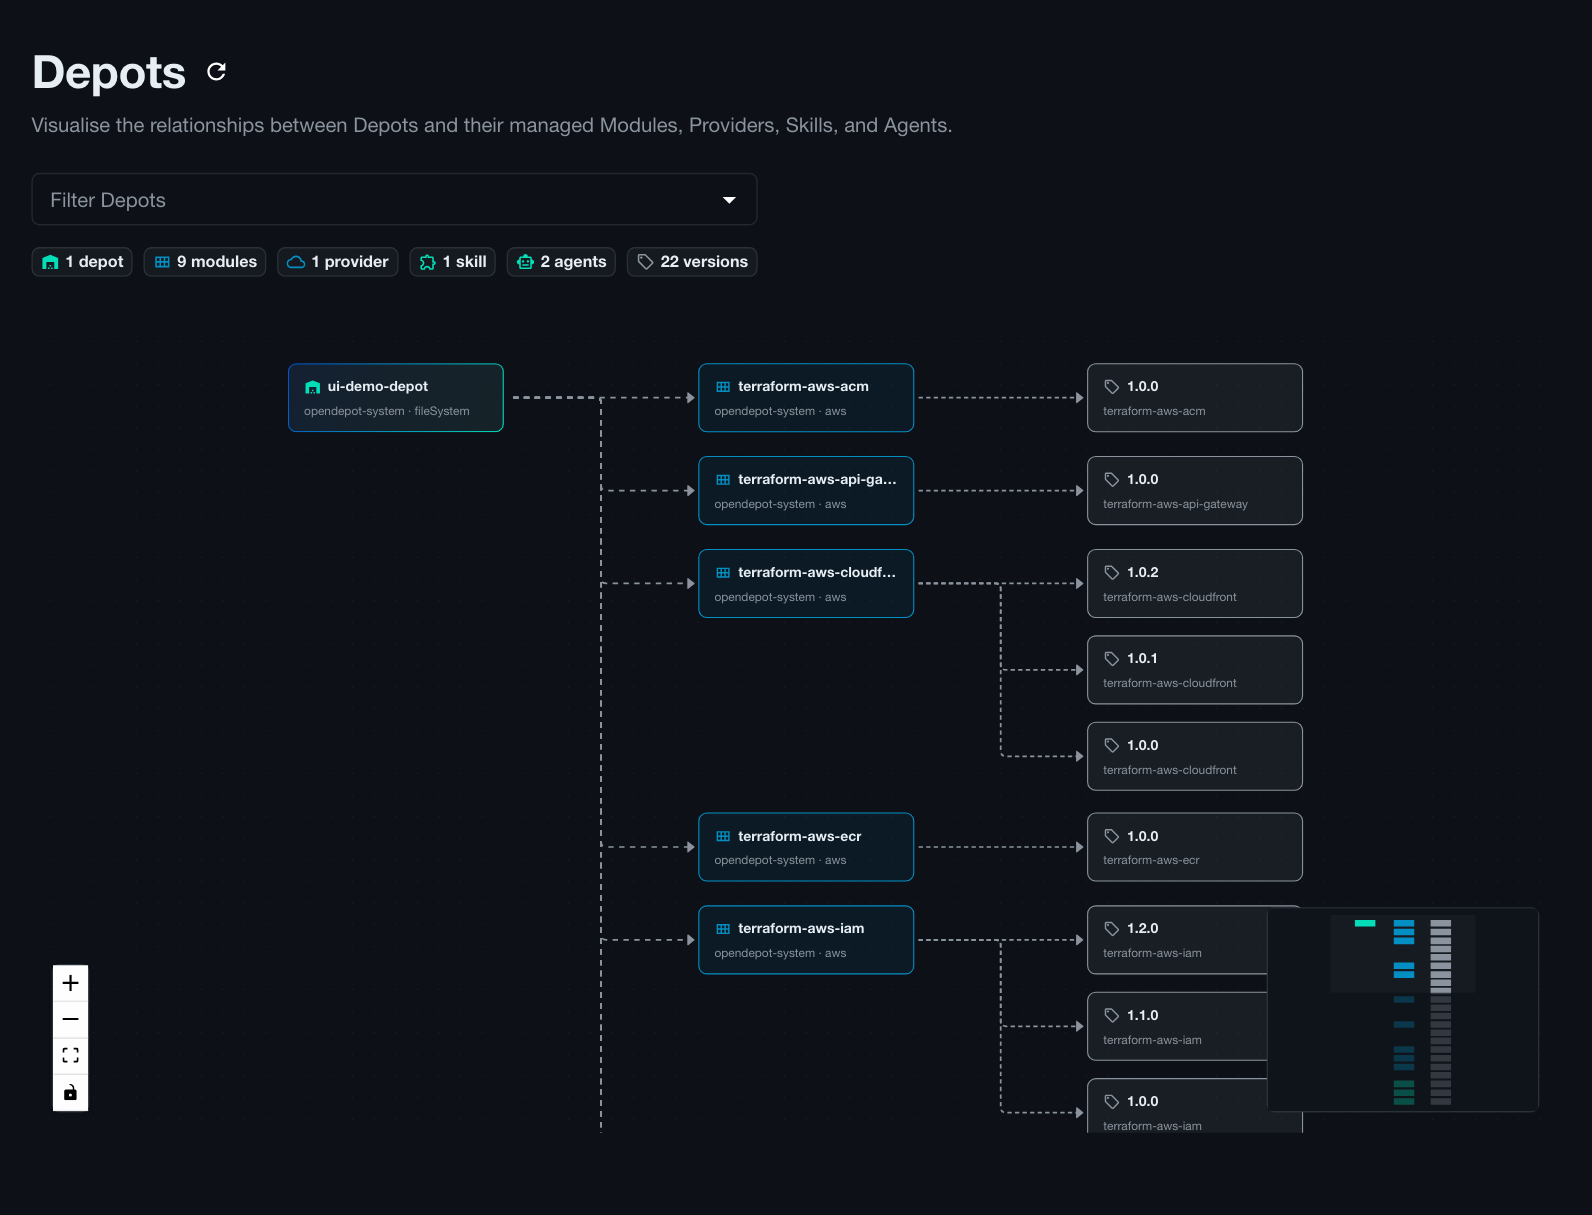 Depots
Visualise the relationships between Depots and their managed Modules, Providers, Skills, and Agents.
Filter Depots
1 depot 9 modules 1 provider 1 skill 2 agents 22 versions
ui-demo-depot
opendepot-system · fileSystem
terraform-aws-acm
opendepot-system · aws
1.0.0
terraform-aws-acm
terraform-aws-api-ga...
opendepot-system · aws
1.0.0
terraform-aws-api-gateway
terraform-aws-cloudf...
opendepot-system · aws
1.0.2
terraform-aws-cloudfront
1.0.1
terraform-aws-cloudfront
1.0.0
terraform-aws-cloudfront
terraform-aws-ecr
opendepot-system · aws
1.0.0
terraform-aws-ecr
terraform-aws-iam
opendepot-system · aws
1.2.0
terraform-aws-iam
1.1.0
terraform-aws-iam
1.0.0
terraform-aws-iam